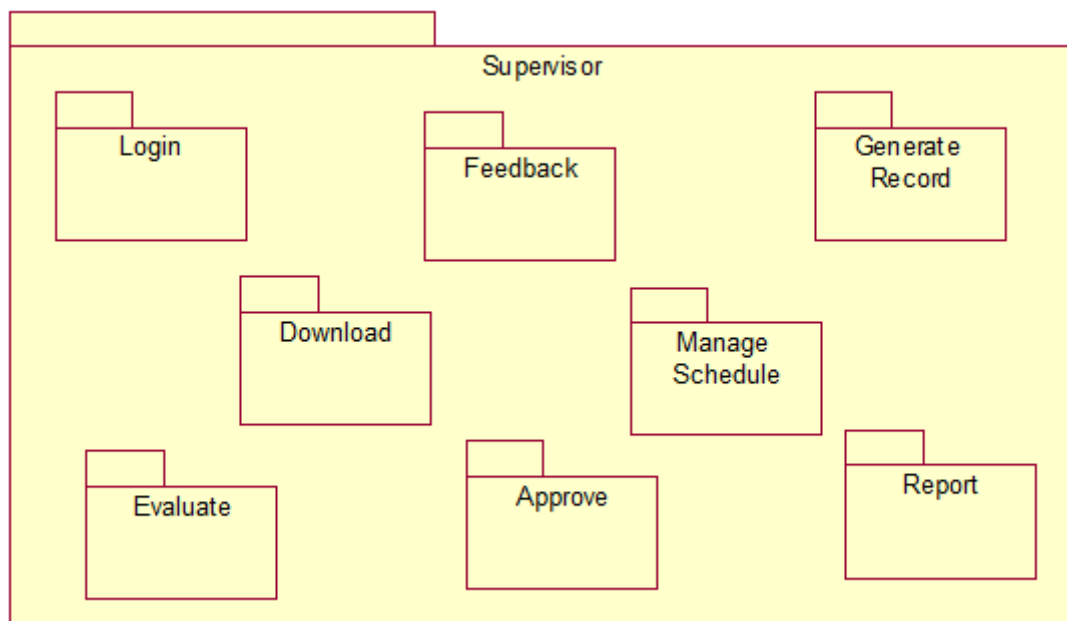 Supervisor
Login
Feedback
Generate
Record
Download
Manage
Schedule
Evaluate
Approve
Report